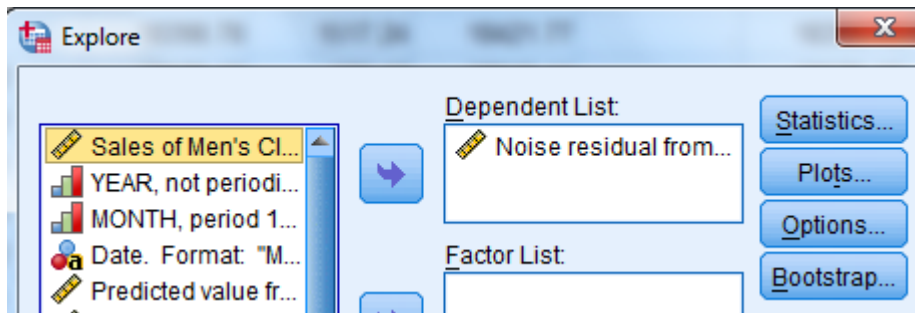 Explore
Dependent List:
Statistics...
Sales of Men's Cl...
Noise residual from...
YEAR, not periodi...
Plots...
MONTH, period 1...
Options...
Date. Format: "M...
Factor List:
Predicted value fr...
Bootstrap...